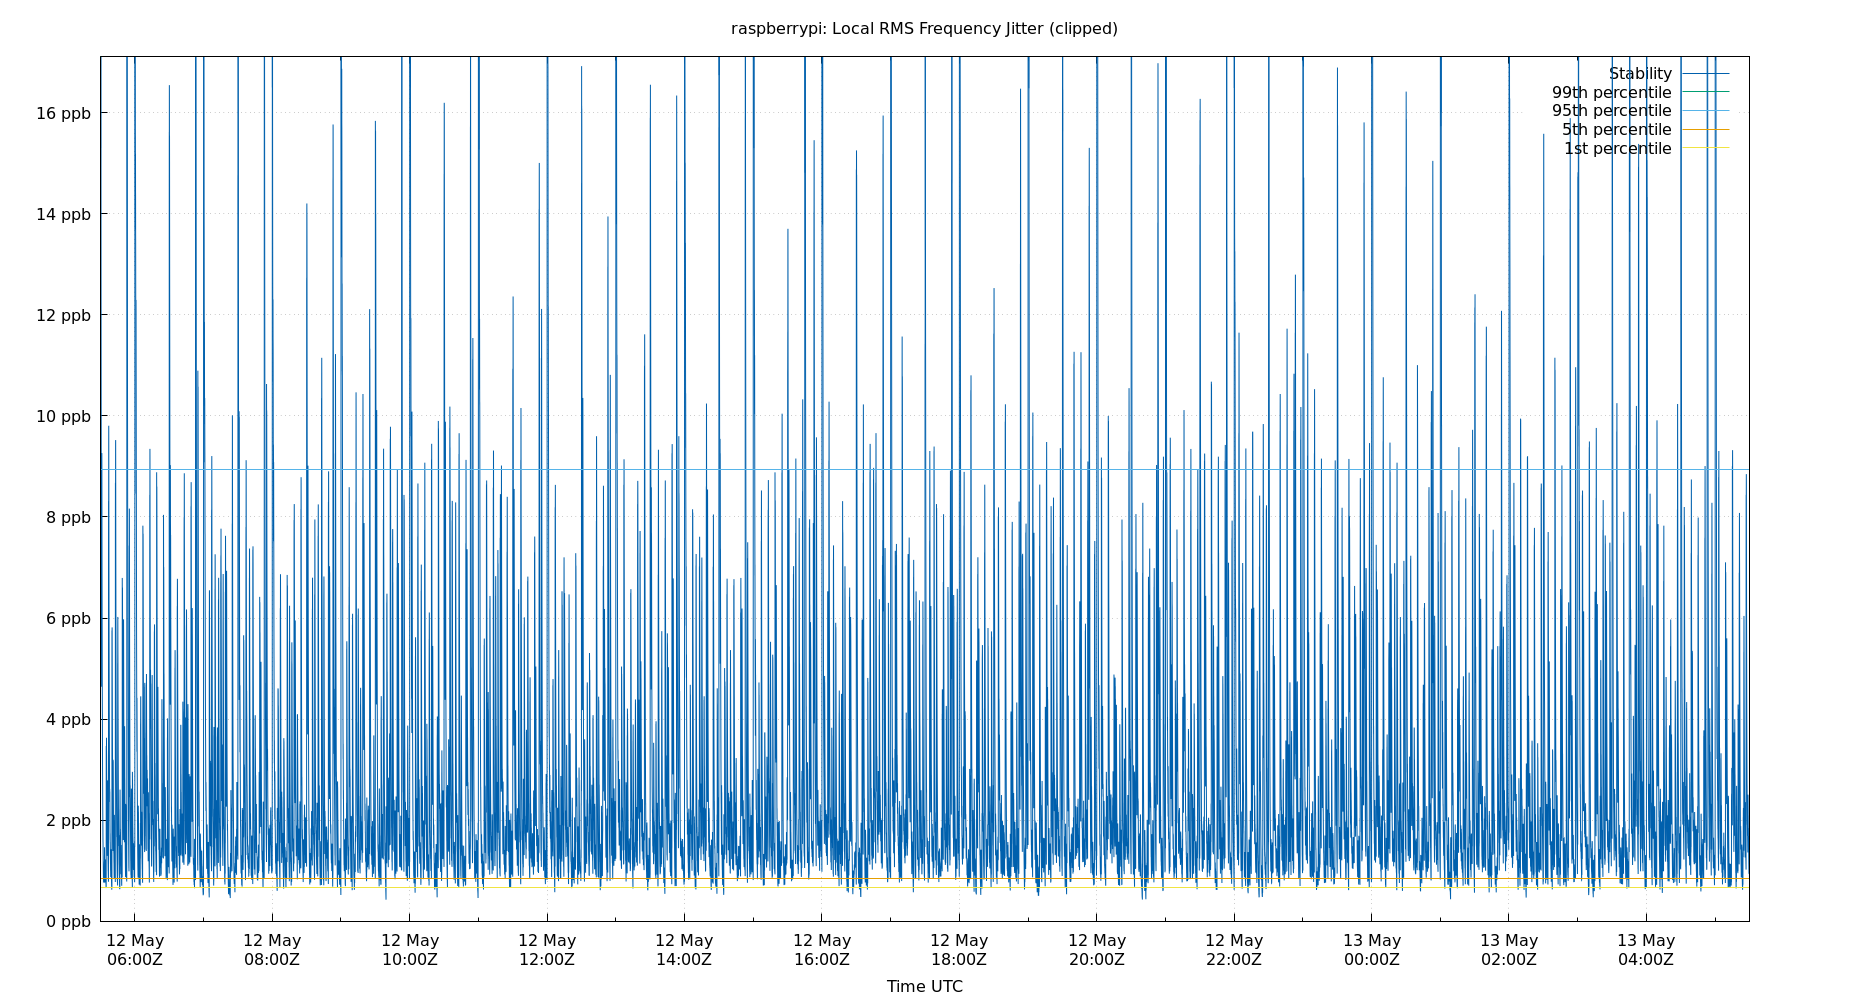 raspberrypi: Local RMS Frequency Jitter (clipped)
Stability
99th percentile
95th percentile
5th percentile
1st percentile
16 ppb
14 ppb
12 ppb
10 ppb
8 ppb
6 ppb
4 ppb
2 ppb
0 ppb
12 May 12 May 12 May 12 May 12 May 12 May 12 May 12 May 12 May 13 May 13 May 13 May
06:00Z 08:00Z 10:00Z 12:00Z 14:00Z 16:00Z 18:00Z 20:00Z 22:00Z 00:00Z 02:00Z 04:00Z
Time UTC